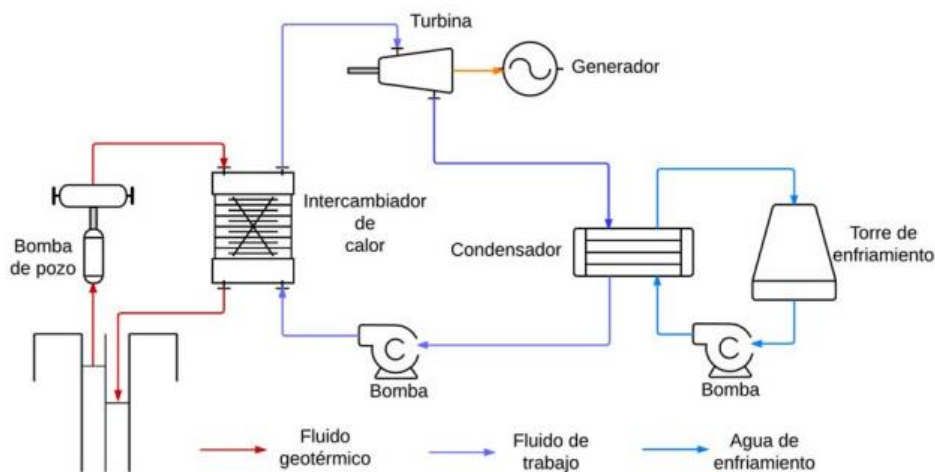 Turbina
Generador
Intercambiador
de
calor
Bomba
de pozo
Condensador
Torre de
enfriamiento
C
Bomba
C
Bomba
Fluido
geotérmico
Fluido de
trabajo
Agua de
enfriamiento